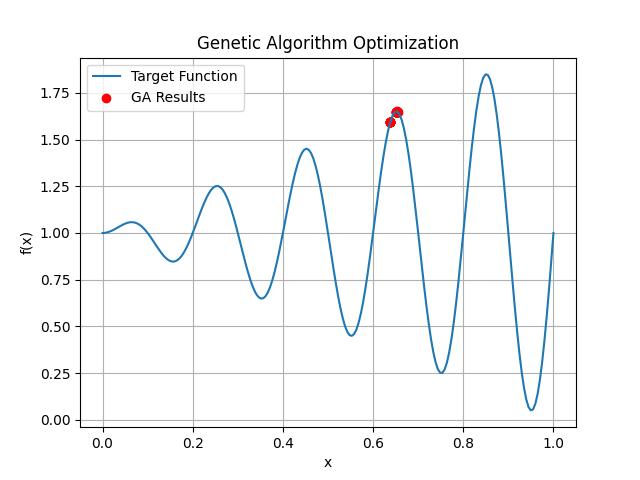 Genetic Algorithm Optimization
Target Function
GA Results
1.75
1.50
1.25
1.00
0.75
0.50
0.25
0.00
f(x)
0.0 0.2 0.4 0.6 0.8 1.0
x